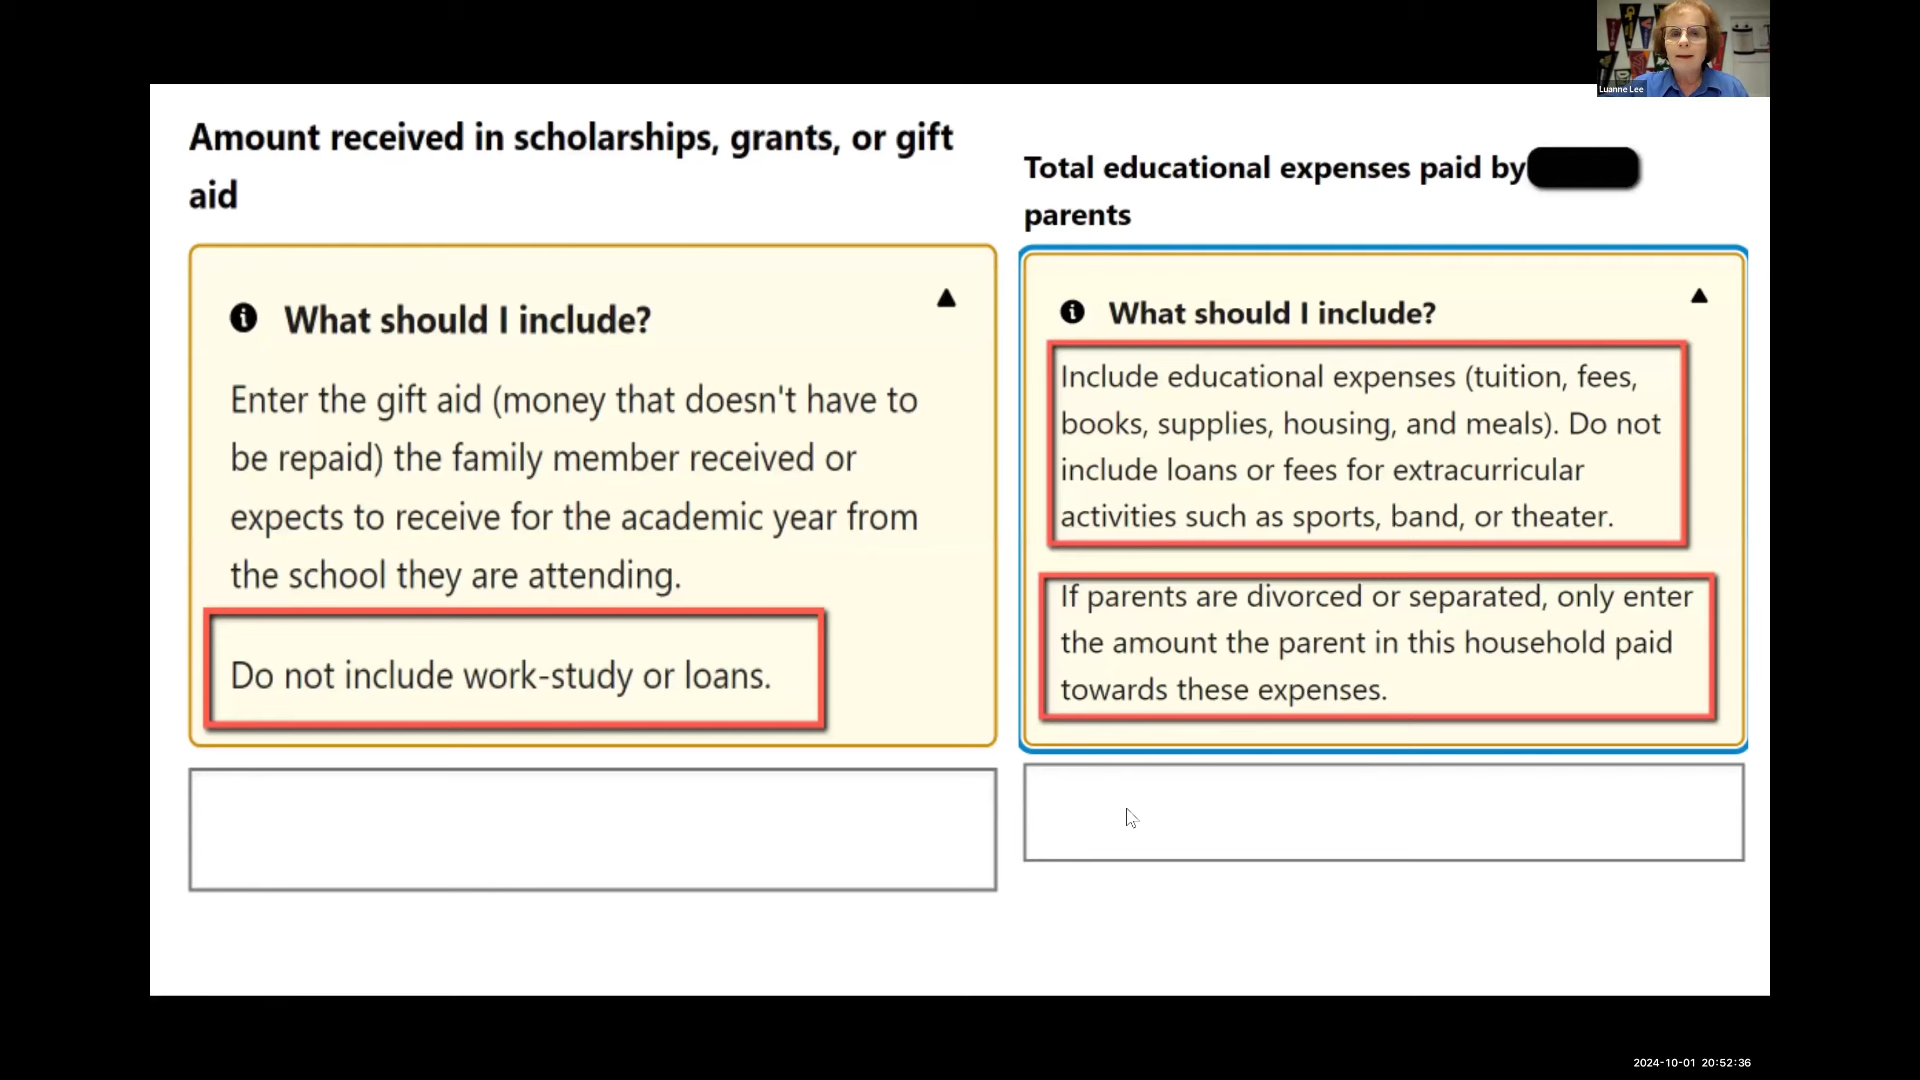 Luanne Lee
Amount received in scholarships, grants, or gift
aid
What should I include?
Enter the gift aid (money that doesn't have to
be repaid) the family member received or
expects to receive for the academic year from
the school they are attending.
Do not include work-study or loans.
Total educational expenses paid by
parents
What should I include?
Include educational expenses (tuition, fees,
books, supplies, housing, and meals). Do not
include loans or fees for extracurricular
activities such as sports, band, or theater.
If parents are divorced or separated, only enter
the amount the parent in this household paid
towards these expenses.
2024-10-01 20:52:36